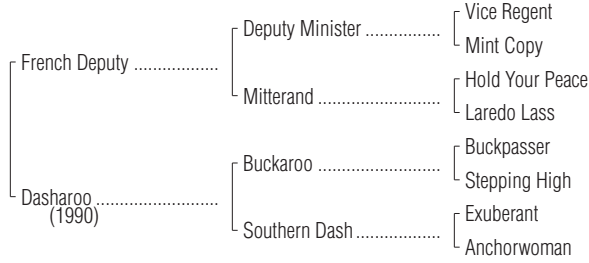 Vice Regent
Deputy Minister ..................
Mint Copy
French Deputy ..................
Hold Your Peace
Mitterand ..........................
Laredo Lass
Buckpasser
Buckaroo ..........................
Stepping High
Dasharoo ..........................
(1990)
Exuberant
Southern Dash ..................
Anchorwoman